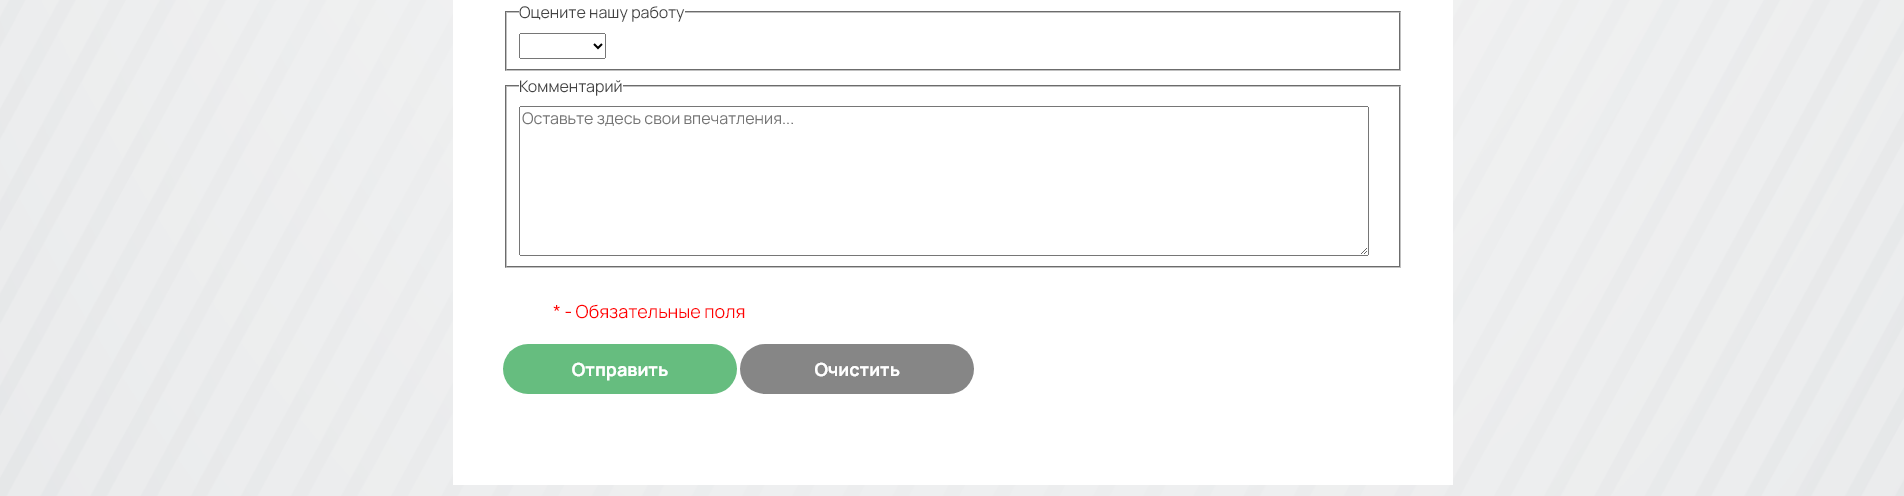 Оцените нашу работу
Комментарий
Оставьте здесь свои впечатления...
* - Обязательные поля
Отправить
Очистить